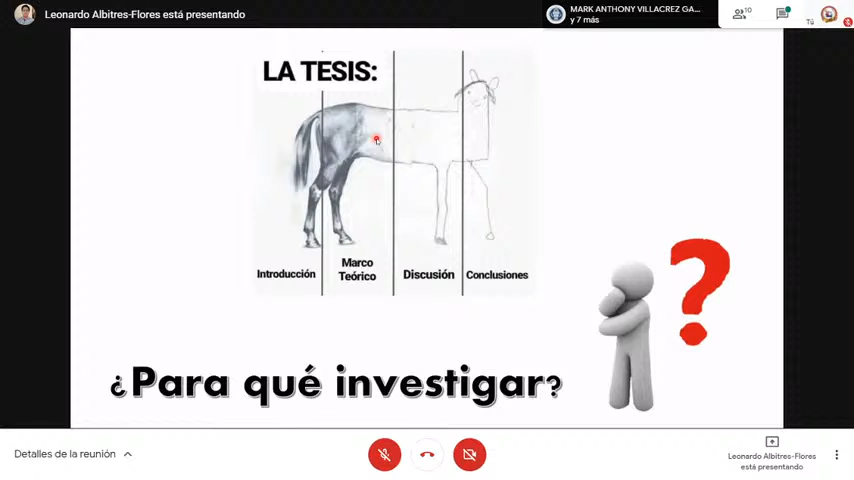 Leonardo Albitres-Flores está presentando
MARK ANTHONY VILLACREZ GA...
y 7 más
10
Tú
LA TESIS:
Introducción
Marco
Teórico
Discusión
Conclusiones
?
¿Para qué investigar?
Detalles de la reunión
Leonardo Albitres-Flores
está presentando